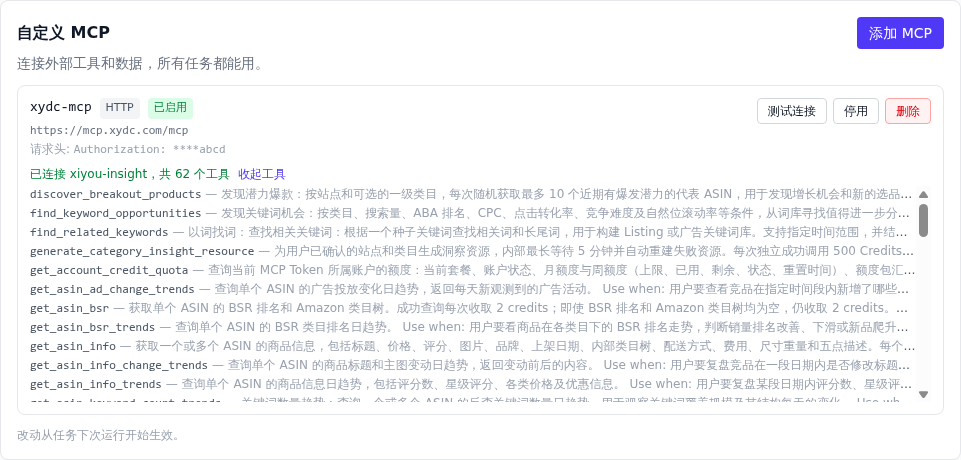 自定义 MCP
添加 MCP
连接外部工具和数据，所有任务都能用。
xydc-mcp HTTP 已启用 测试连接 停用 删除
https://mcp.xydc.com/mcp
请求头: Authorization: ****abcd
已连接 xiyou-insight，共 62 个工具 收起工具
discover_breakout_products — 发现潜力爆款：按站点和可选的一级类目，每次随机获取最多 10 个近期有爆发潜力的代表 ASIN，用于发现增长机会和新的选品…
find_keyword_opportunities — 发现关键词机会：按类目、搜索量、ABA 排名、CPC、点击转化率、竞争难度及自然位滚动率等条件，从词库寻找值得进一步分…
find_related_keywords — 以词找词：查找相关关键词：根据一个种子关键词查找相关词和长尾词，用于构建 Listing 或广告关键词库。支持指定时间范围，并结…
generate_category_insight_resource — 为用户已确认的站点和类目生成洞察资源，内部最长等待 5 分钟并自动重建失败资源。每次独立成功调用 500 Credits…
get_account_credit_quota — 查询当前 MCP Token 所属账户的额度：当前套餐、账户状态、月额度与周额度（上限、已用、剩余、状态、重置时间）、额度包汇…
get_asin_ad_change_trends — 查询单个 ASIN 的广告投放变化日趋势，返回每天新观测到的广告活动。 Use when: 用户要查看竞品在指定时间段内新增了哪些…
get_asin_bsr — 获取单个 ASIN 的 BSR 排名和 Amazon 类目树。成功查询每次收取 2 credits；即使 BSR 排名和 Amazon 类目树均为空，仍收取 2 credits。…
get_asin_bsr_trends — 查询单个 ASIN 的 BSR 类目排名日趋势。 Use when: 用户要看商品在各类目下的 BSR 排名走势，判断销量排名改善、下滑或新品爬升…
get_asin_info — 获取一个或多个 ASIN 的商品信息，包括标题、价格、评分、图片、品牌、上架日期、内部类目树、配送方式、费用、尺寸重量和五点描述。每个…
get_asin_info_change_trends — 查询单个 ASIN 的商品标题和主图变动日趋势，返回变动前后的内容。 Use when: 用户要复盘竞品在一段日期内是否修改标题…
get_asin_info_trends — 查询单个 ASIN 的商品信息日趋势，包括评分数、星级评分、各类价格及优惠信息。 Use when: 用户要复盘某段日期内评分数、星级评…
改动从任务下次运行开始生效。